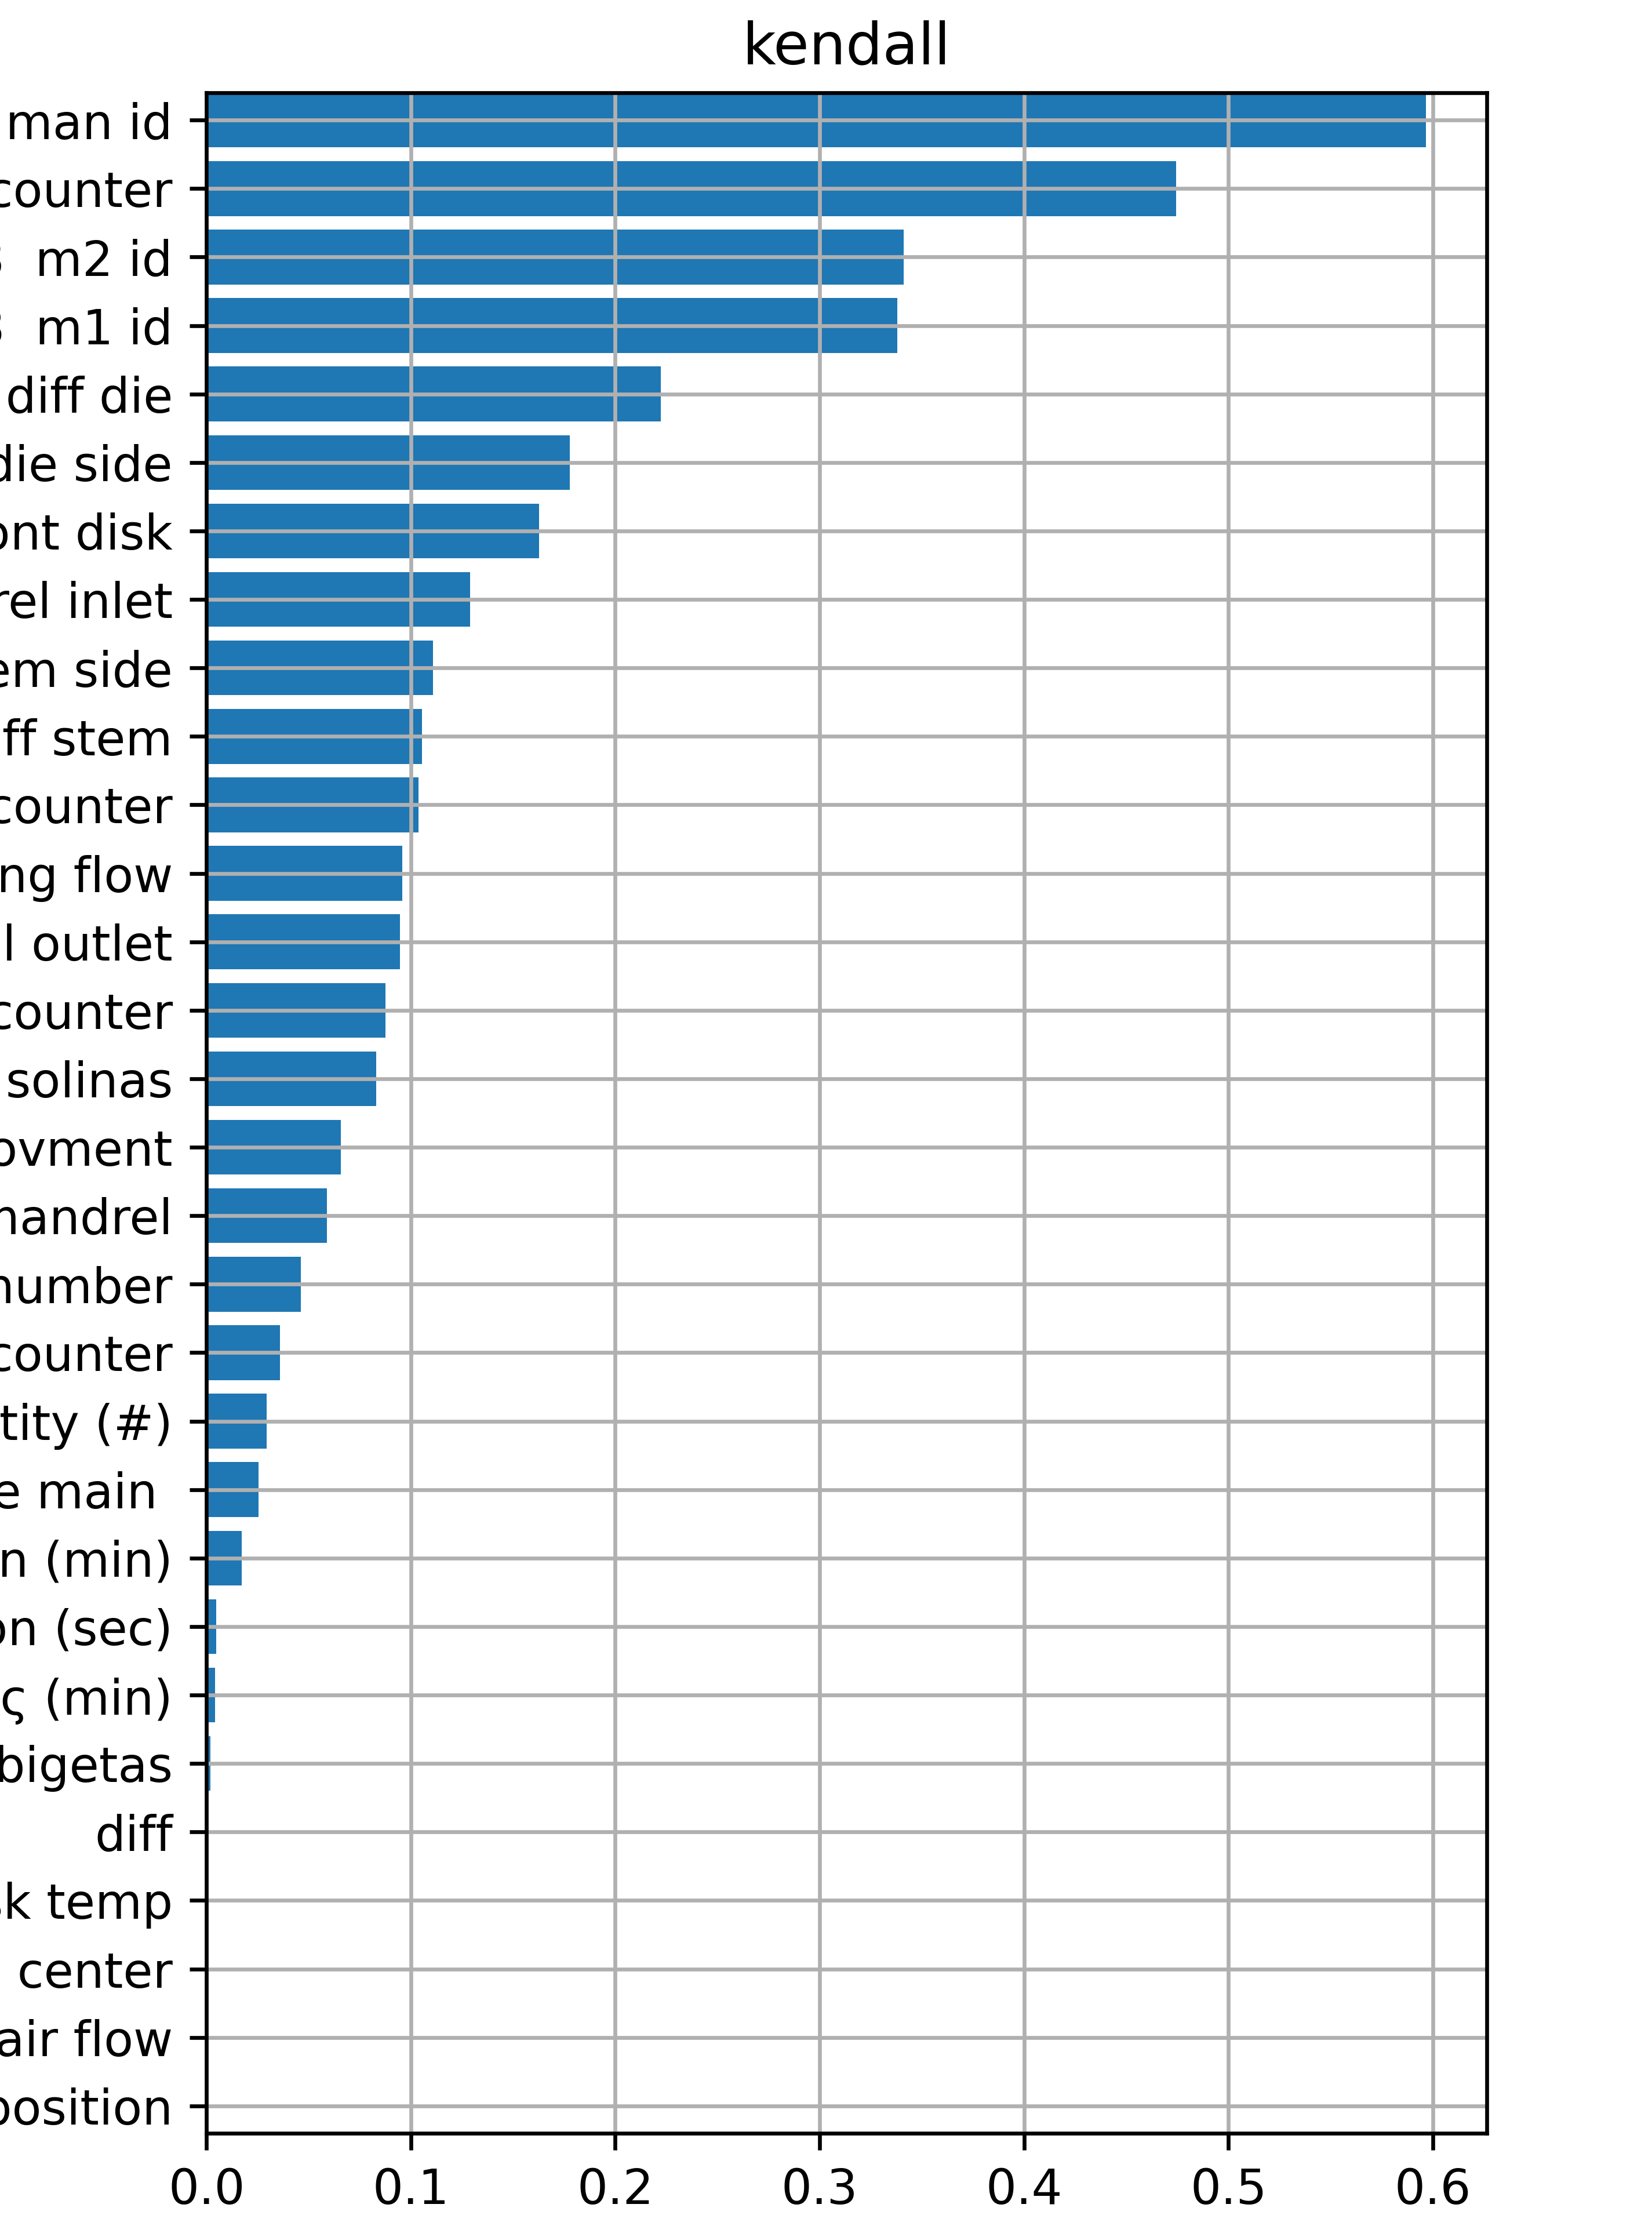 kendall
man id
counter
m2 id
m1 id
diff die
die side
ont disk
rel inlet
em side
ff stem
counter
ng flow
l outlet
counter
solinas
ovment
mandrel
number
counter
tity (#)
e main
n (min)
on (sec)
ς (min)
bigetas
diff
k temp
center
air flow
position
0.0 0.1 0.2 0.3 0.4 0.5 0.6